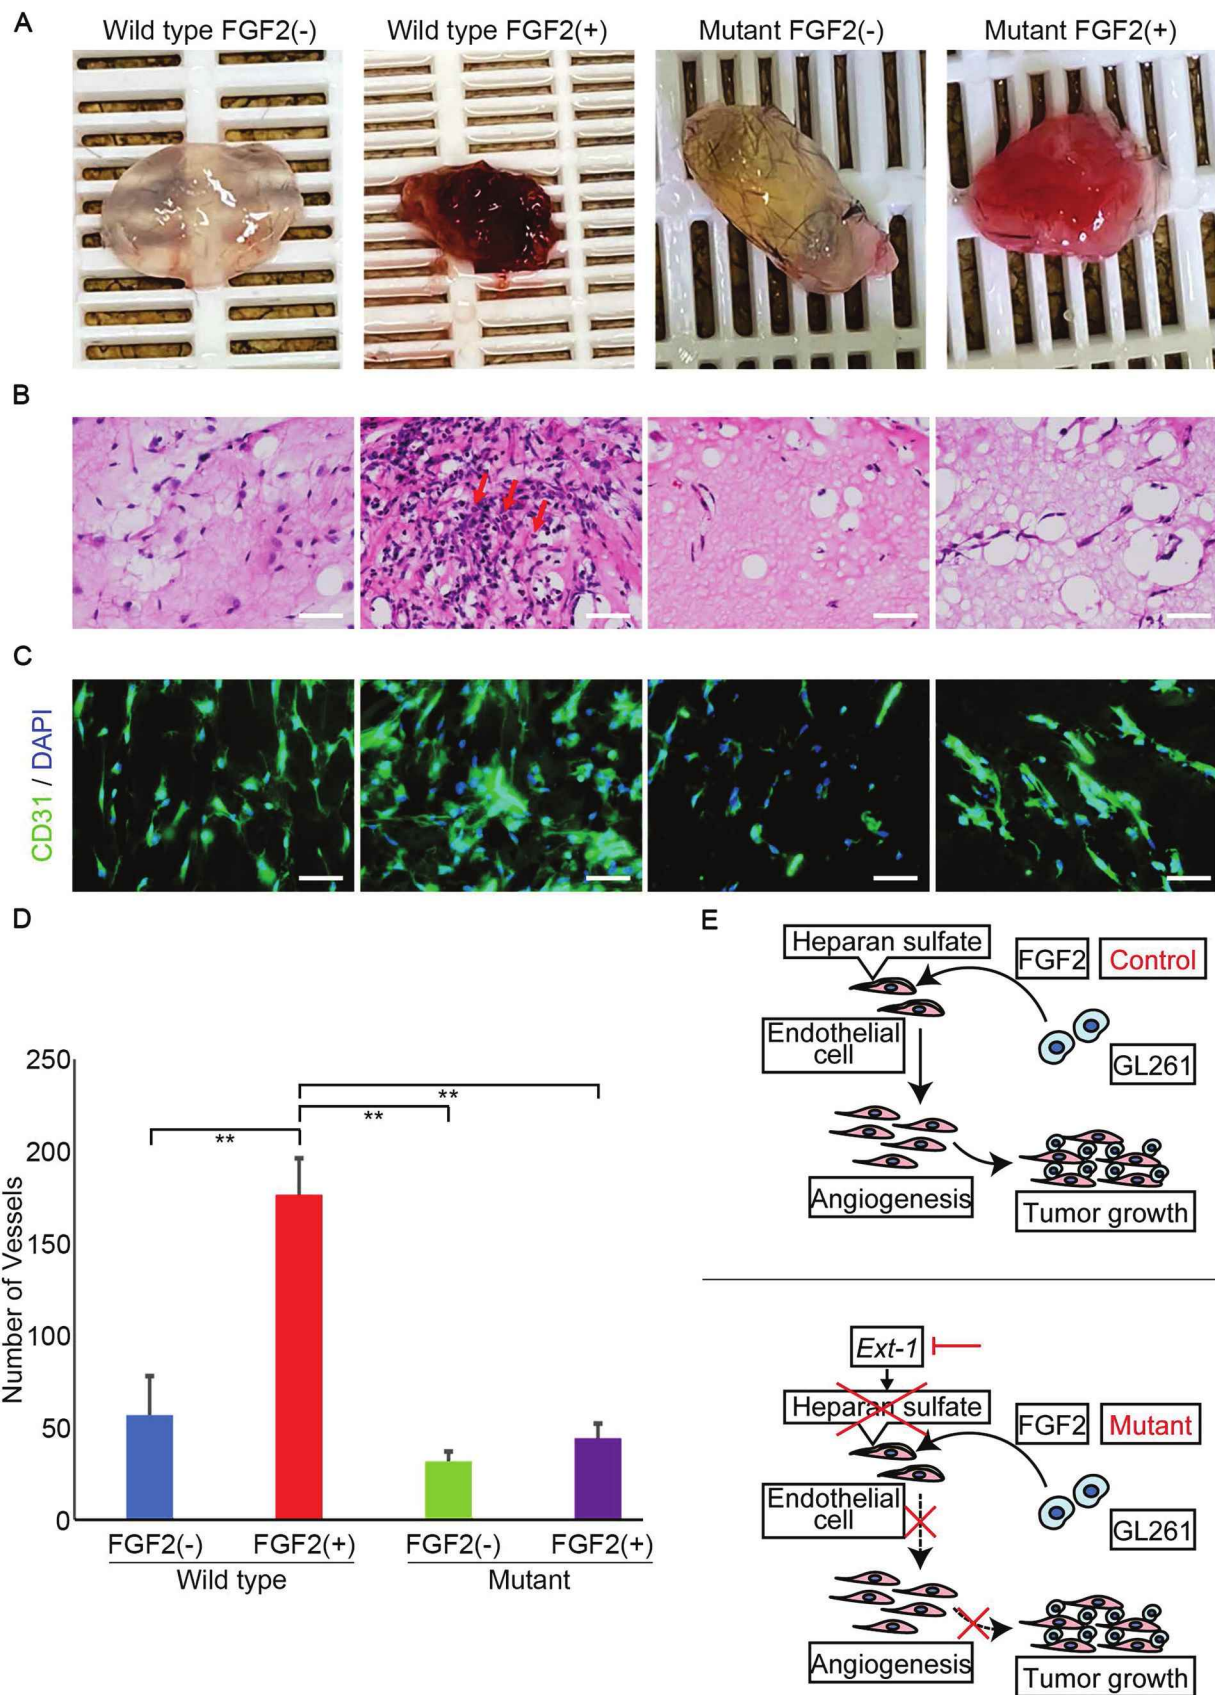 A
Wild type FGF2(-)
Wild type FGF2(+)
Mutant FGF2(-)
Mutant FGF2(+)
B
C
CD31 / DAPI
D
Number of Vessels
250
200
150
100
50
0
**
**
**
FGF2(-)
FGF2(+)
FGF2(-)
FGF2(+)
Wild type
Mutant
E
Heparan sulfate
FGF2
Control
Endothelial
cell
GL261
Angiogenesis
Tumor growth
Ext-1
Heparan sulfate
FGF2
Mutant
Endothelial
cell
GL261
Angiogenesis
Tumor growth